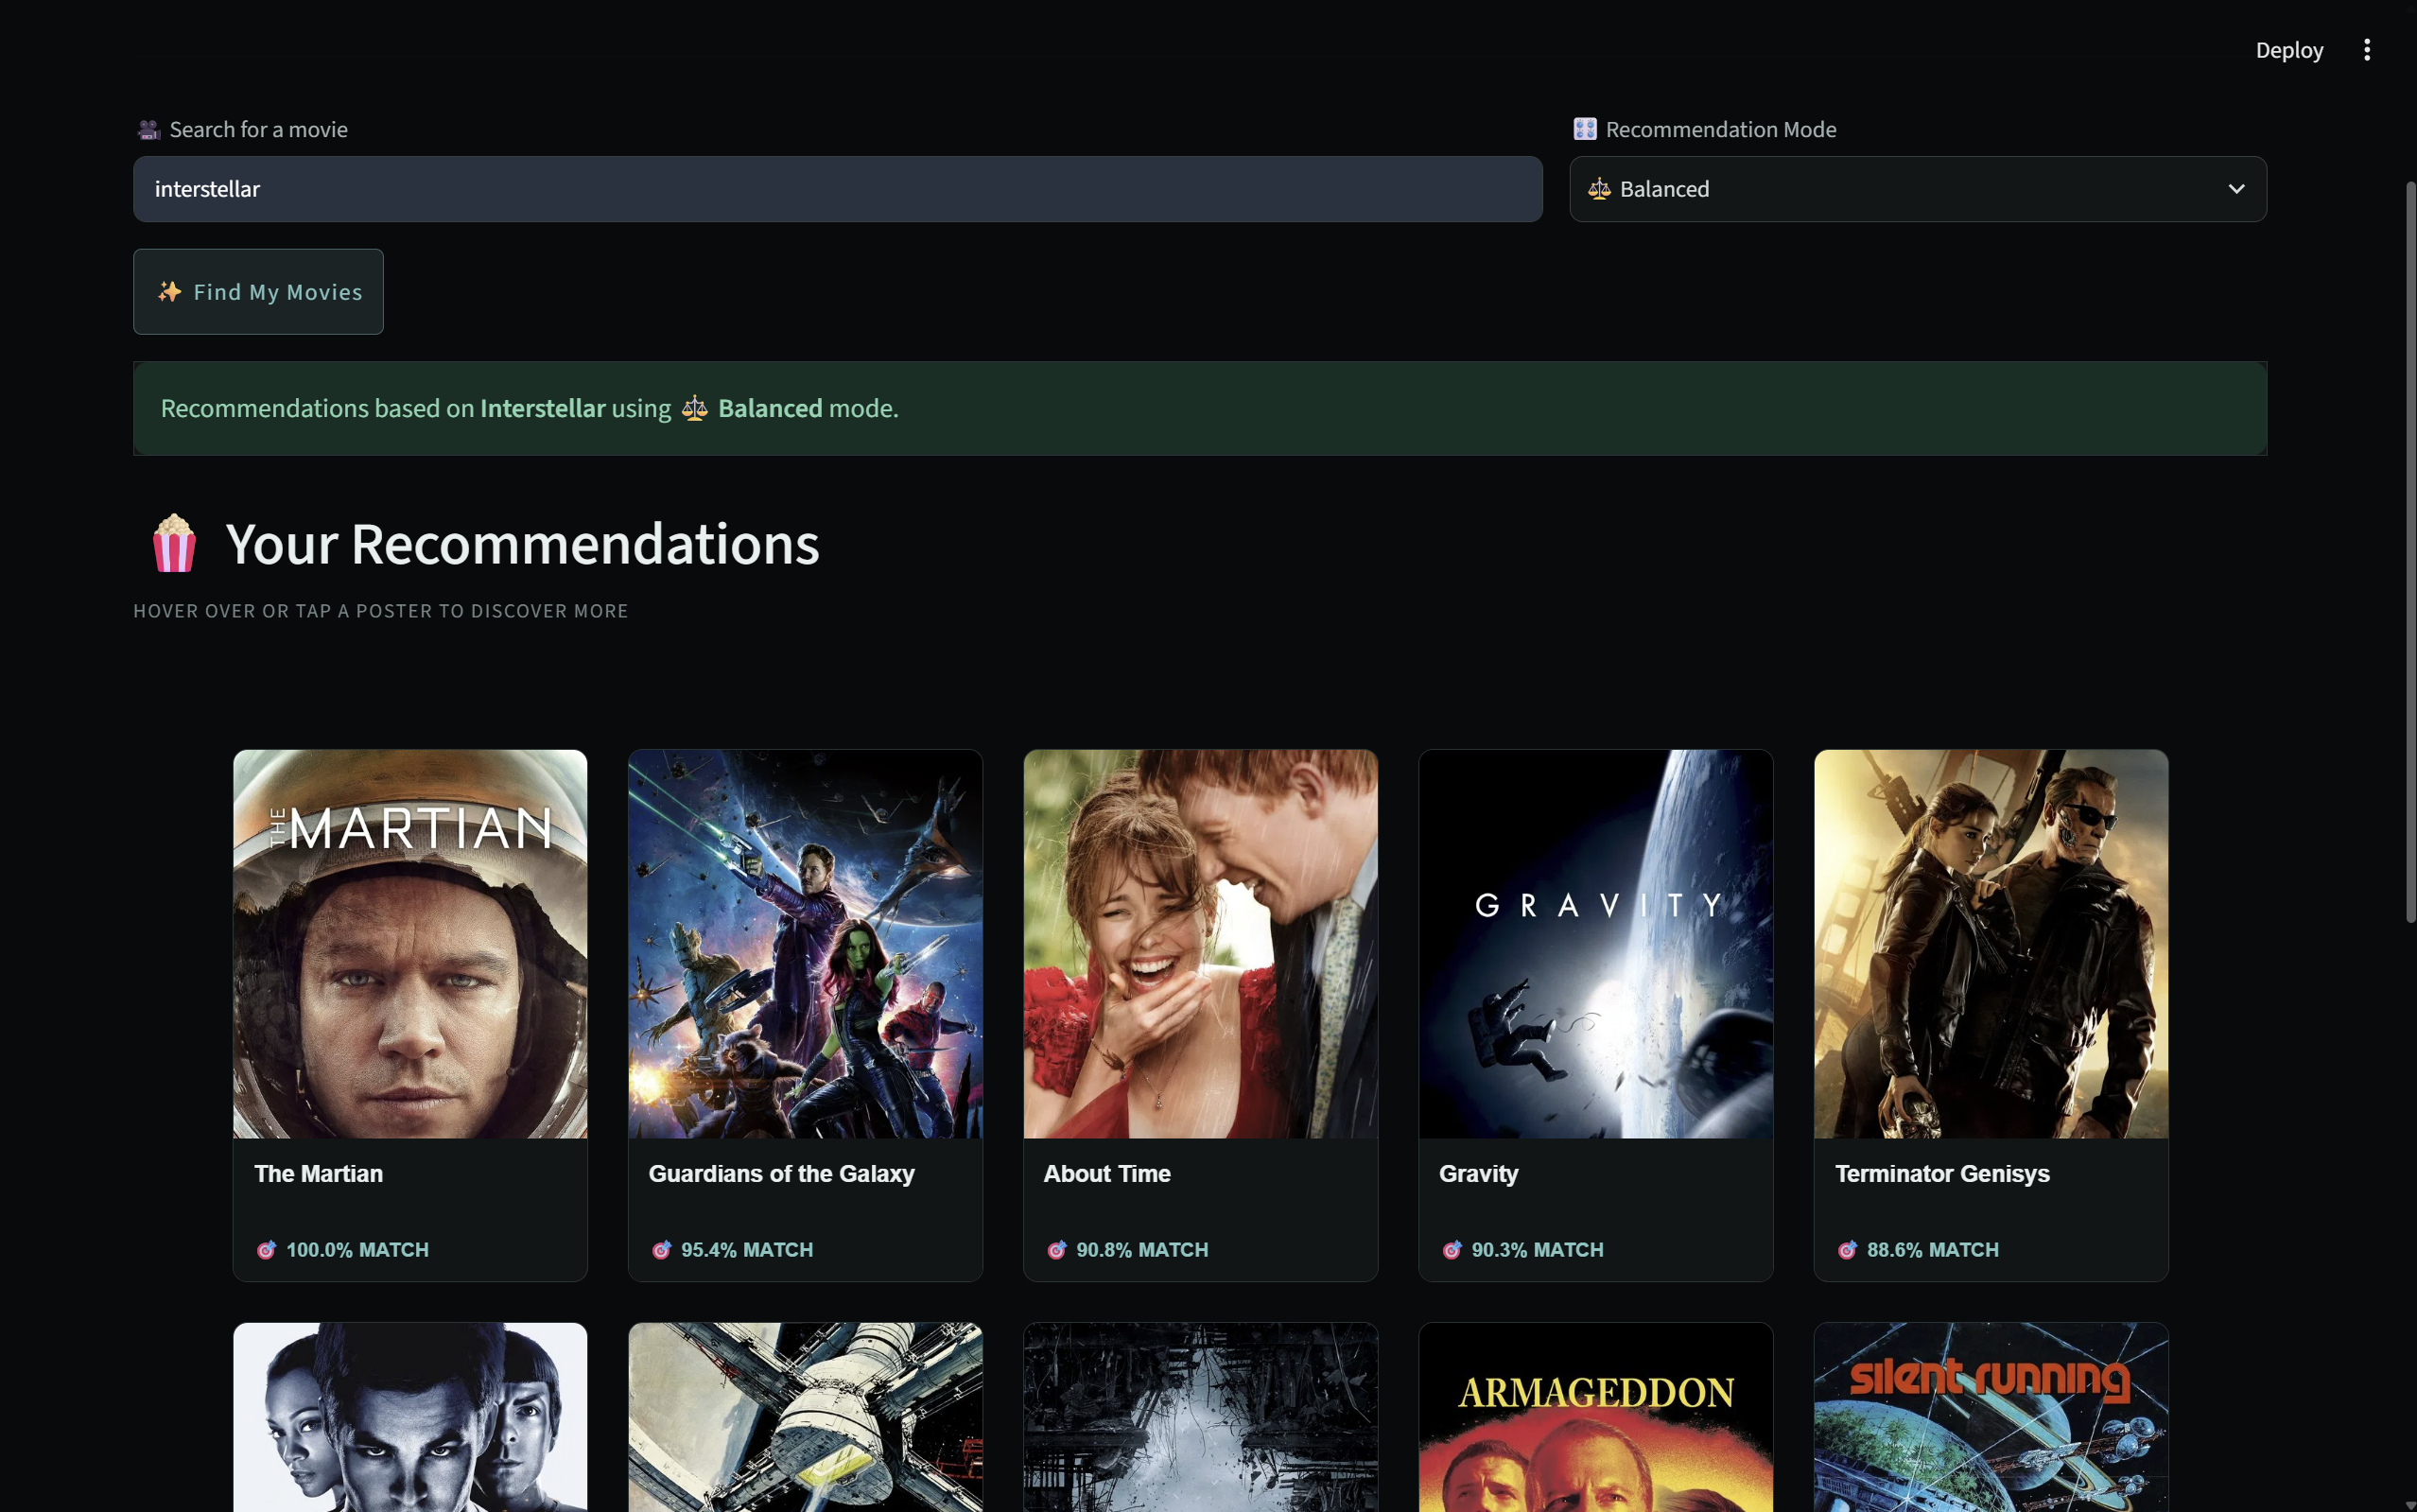 Deploy
Search for a movie
Recommendation Mode
interstellar
Balanced
Find My Movies
Recommendations based on Interstellar using Balanced mode.
Your Recommendations
HOVER OVER OR TAP A POSTER TO DISCOVER MORE
THE MARTIAN
GRAVITY
The Martian
Guardians of the Galaxy
About Time
Gravity
Terminator Genisys
100.0% MATCH
95.4% MATCH
90.8% MATCH
90.3% MATCH
88.6% MATCH
ARMAGEDDON
silent running